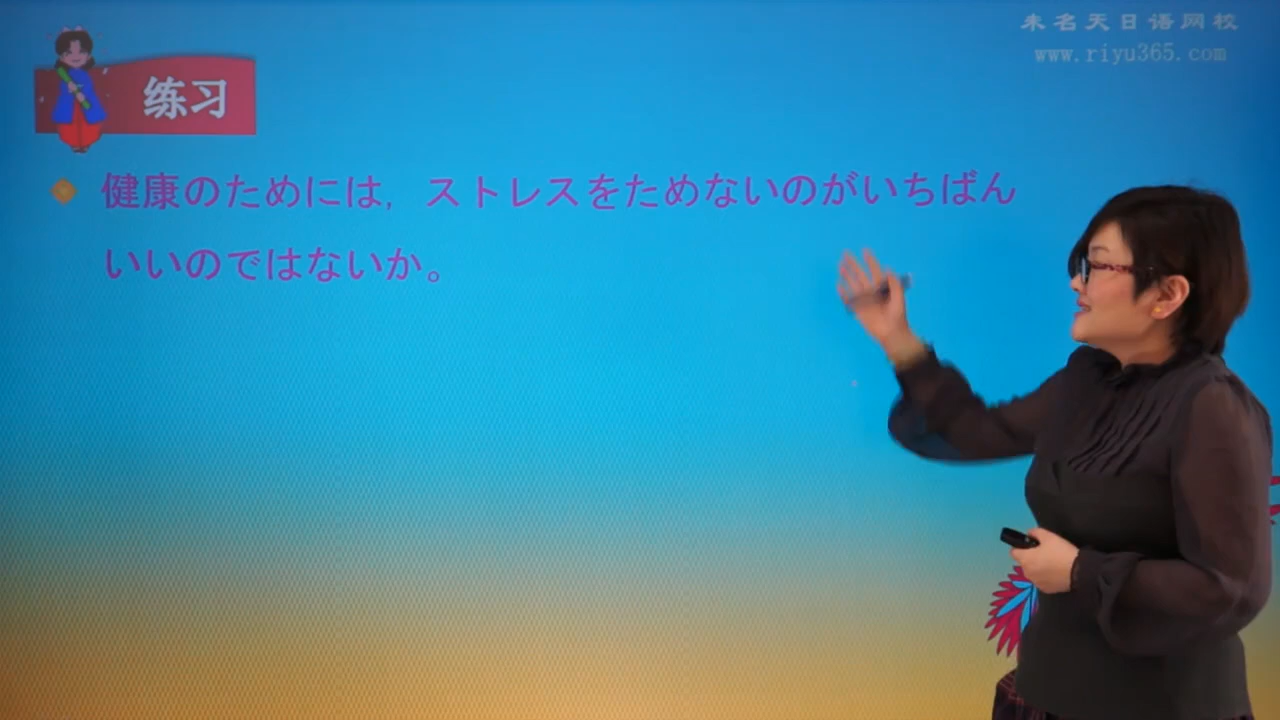 未名天日语网校
www.riyu365.com
练习
健康のためには，ストレスをためないのがいちばん
いいのではないか。